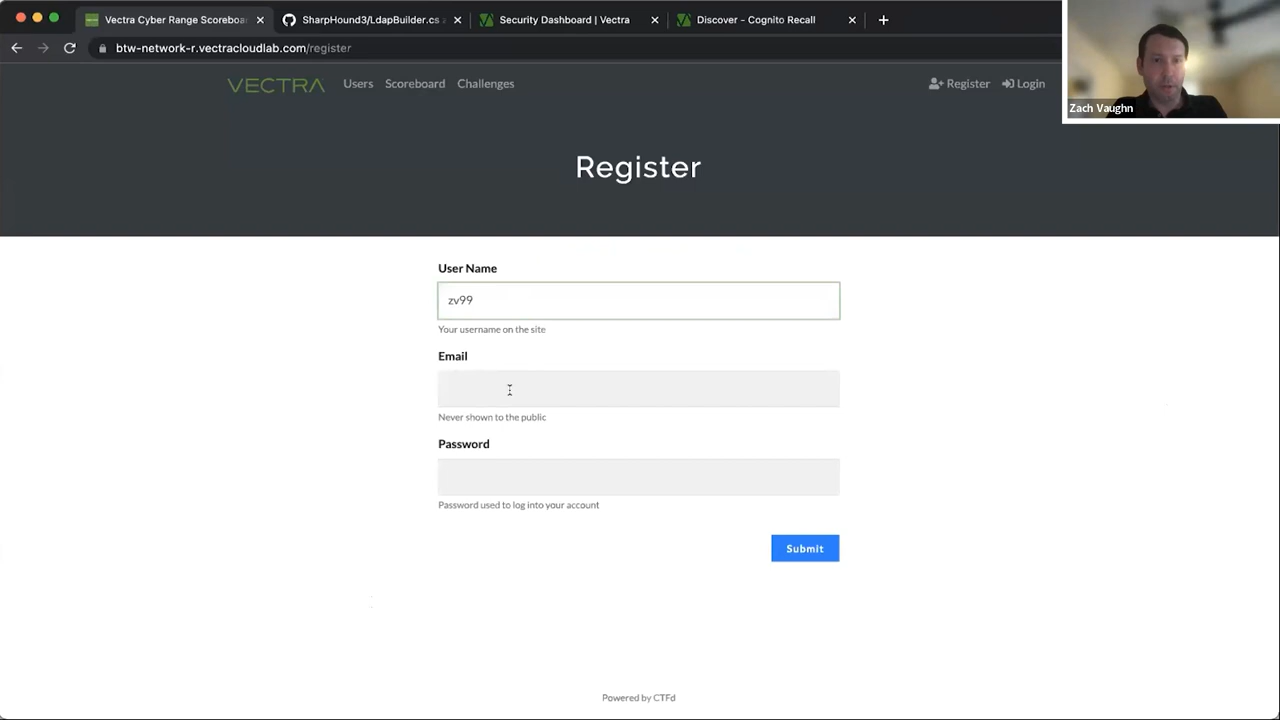 Vectra Cyber Range Scoreboa
SharpHound3/LdapBuilder.cs a
Security Dashboard | Vectra
Discover - Cognito Recall
btw-network-r.vectracloudlab.com/register
VECTRA
Users
Scoreboard
Challenges
Register
Login
Zach Vaughn
Register
User Name
zv99
Your username on the site
Email
Never shown to the public
Password
Password used to log into your account
Submit
Powered by CTFd